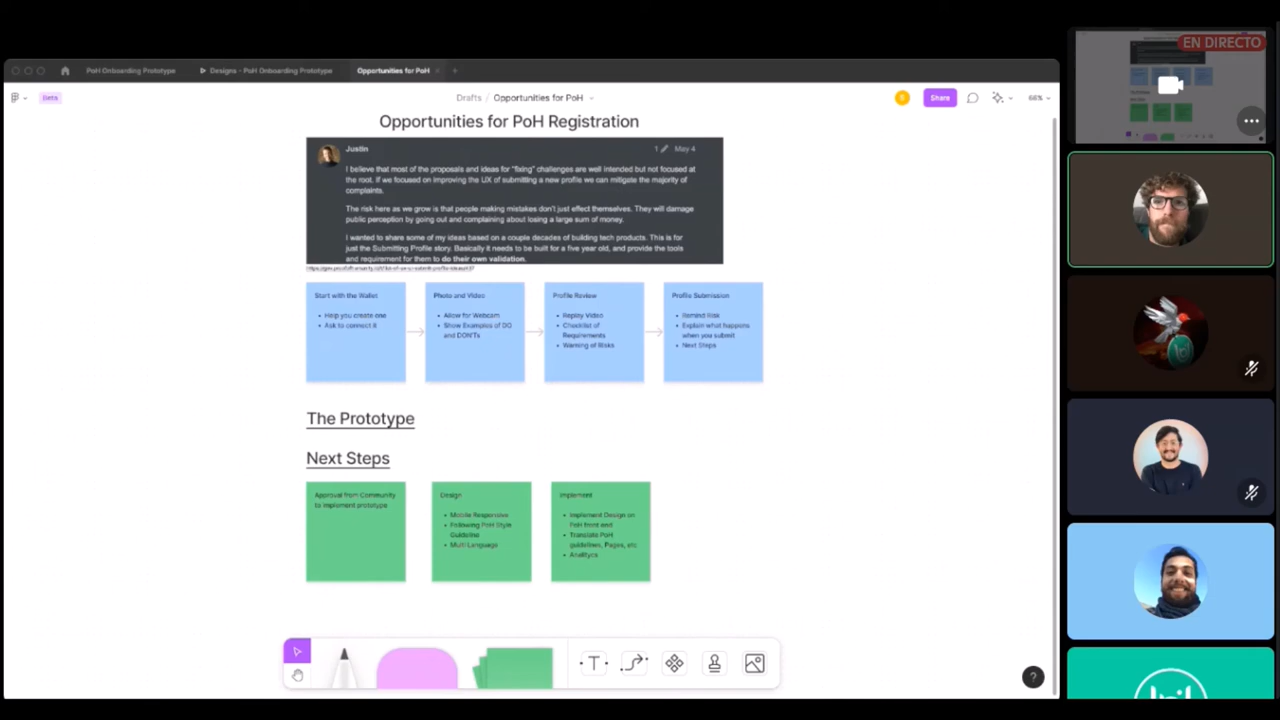 EN DIRECTO
PoH Onboarding Prototype
Designs - PoH Onboarding Prototype
Opportunities for PoH
Beta
Drafts / Opportunities for PoH
S
Share
66%
Opportunities for PoH Registration
Justin
1
May 4
I believe that most of the proposals and ideas for "fixing" challenges are well intended but not focused at
the root. If we focused on improving the UX of submitting a new profile we can mitigate the majority of
complaints.
The risk here as we grow is that people making mistakes don't just effect themselves. They will damage
public perception by going out and complaining about losing a large sum of money.
I wanted to share some of my ideas based on a couple decades of building tech products. This is for
just the Submitting Profile story. Basically it needs to be built for a five year old, and provide the tools
and requirement for them to do their own validation.
Start with the Wallet
• Help you create one
• Ask to connect it
Photo and Video
• Allow for Webcam
• Show Examples of DO
and DON'Ts
Profile Review
• Replay Video
• Checklist of
Requirements
• Warning of Risks
Profile Submission
• Remind Risk
• Explain what happens
when you submit
• Next Steps
The Prototype
Next Steps
Approval from Community
to implement prototype
Design
• Mobile Responsive
• Following PoH Style
Guideline
• Multi Language
Implement
• Implement Design on
PoH front end
• Translate PoH
guidelines, Pages, etc
• Analitycs
T
?